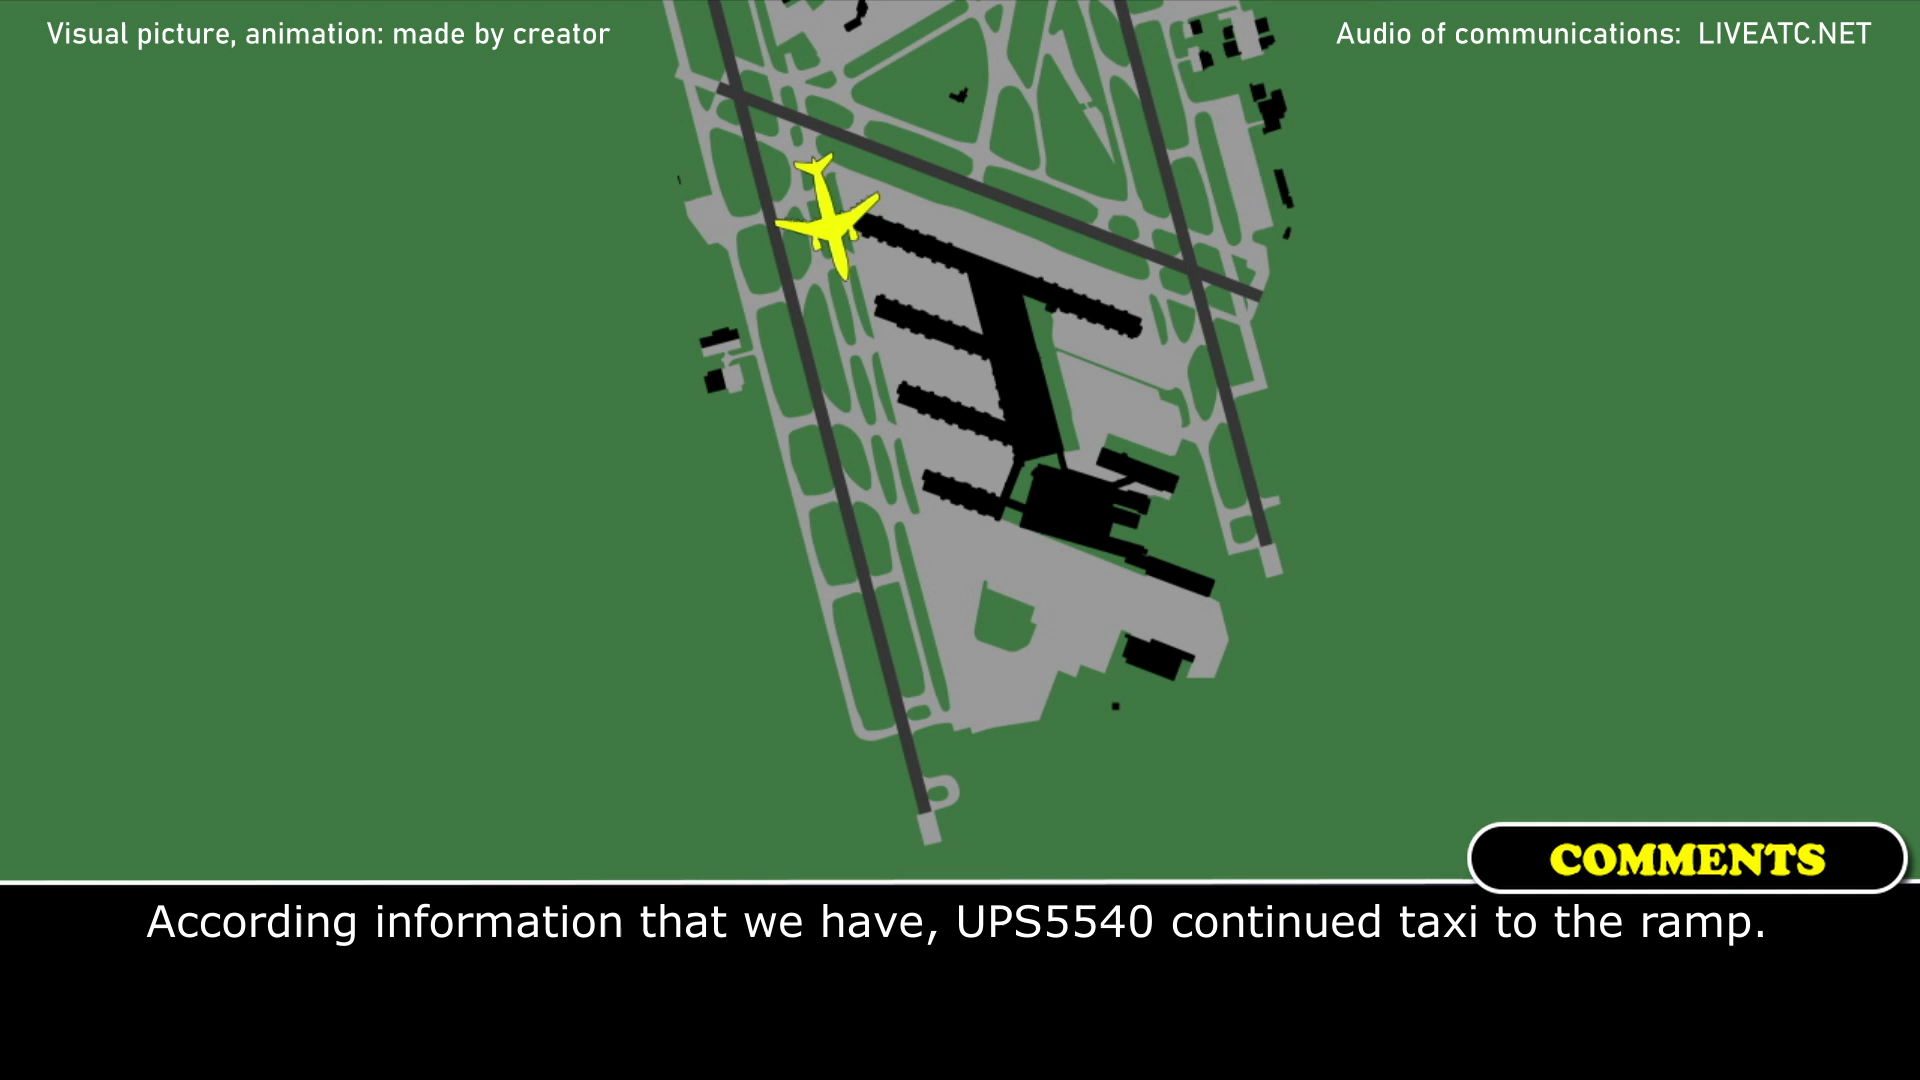 Visual picture, animation: made by creator
Audio of communications: LIVEATC.NET
COMMENTS
According information that we have, UPS5540 continued taxi to the ramp.